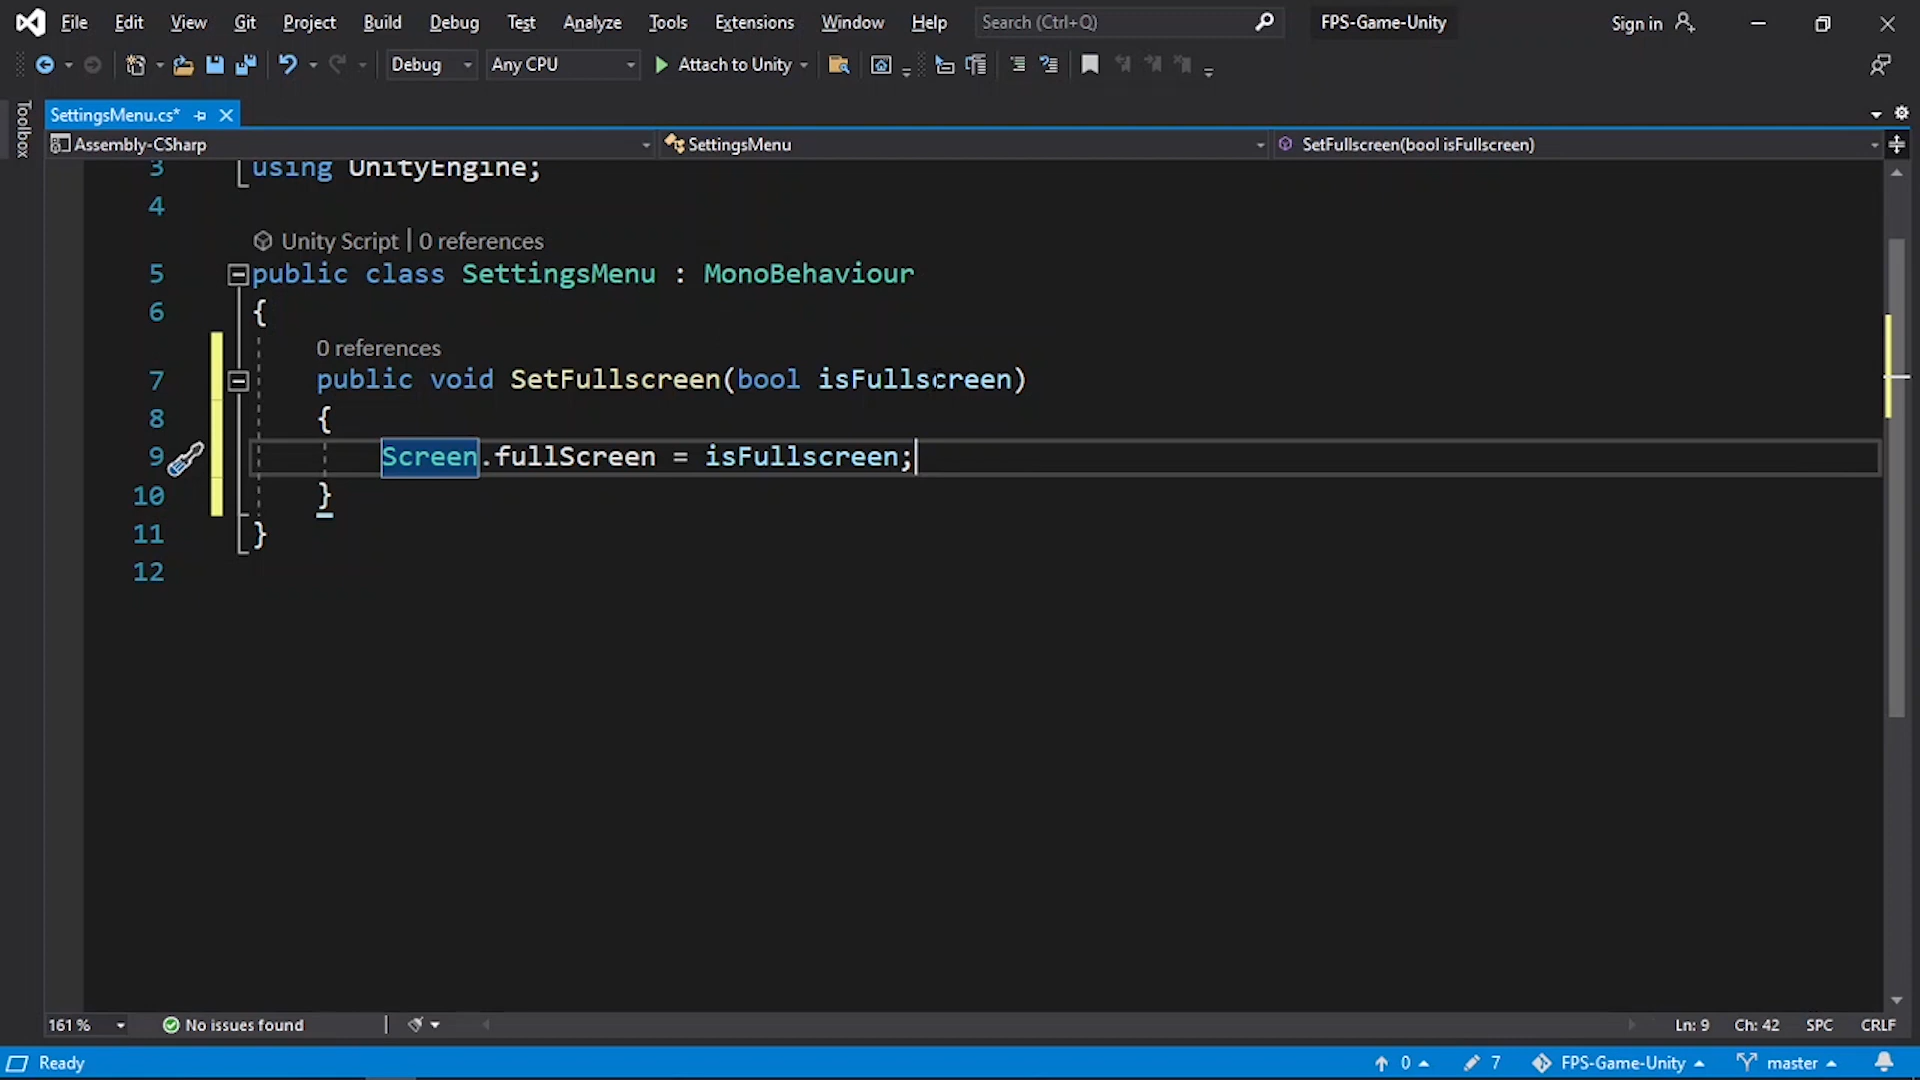 File Edit View Git Project Build Debug Test Analyze Tools Extensions Window Help Search (Ctrl+Q) FPS-Game-Unity Sign in
Debug Any CPU Attach to Unity
Toolbox
SettingsMenu.cs*
Assembly-CSharp SettingsMenu SetFullscreen(bool isFullscreen)
3 using UnityEngine;
4
Unity Script | 0 references
5 public class SettingsMenu : MonoBehaviour
6 {
0 references
7 public void SetFullscreen(bool isFullscreen)
8 {
9 Screen.fullScreen = isFullscreen;
10 }
11 }
12
161 % No issues found Ln: 9 Ch: 42 SPC CRLF
Ready 0 7 FPS-Game-Unity master